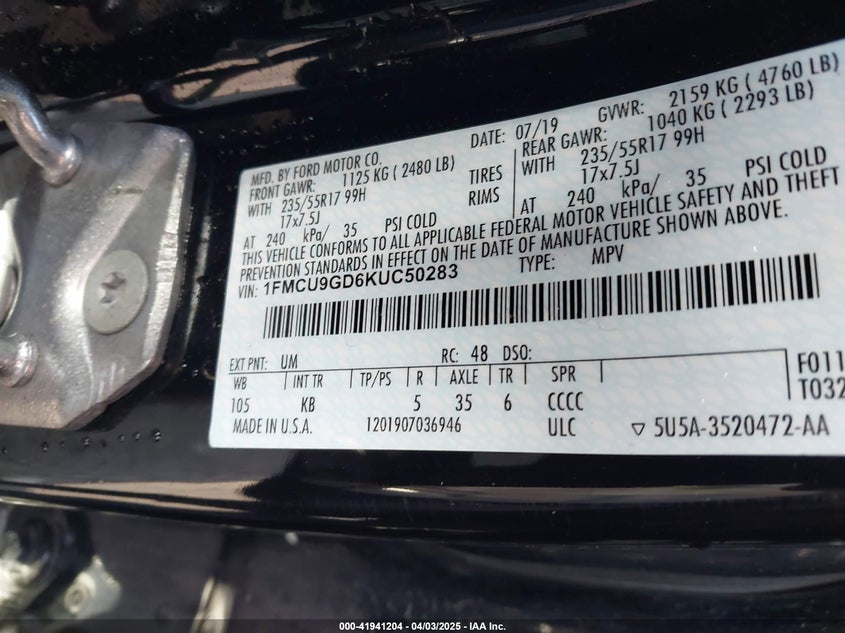 MFD. BY FORD MOTOR CO. DATE: 07/19 GVWR: 2159 KG ( 4760 LB)
FRONT GAWR: 1125 KG ( 2480 LB) REAR GAWR: 1040 KG ( 2293 LB)
WITH 235/55R17 99H TIRES WITH 235/55R17 99H
17x7.5J RIMS 17x7.5J
AT 240 kPa/ 35 PSI COLD AT 240 kPa/ 35 PSI COLD
THIS VEHICLE CONFORMS TO ALL APPLICABLE FEDERAL MOTOR VEHICLE SAFETY AND THEFT
PREVENTION STANDARDS IN EFFECT ON THE DATE OF MANUFACTURE SHOWN ABOVE.
VIN: 1FMCU9GD6KUC50283 TYPE: MPV
EXT PNT: UM RC: 48 DSO:
WB INT TR TP/PS R AXLE TR SPR F011
105 KB 5 35 6 CCCC T032
MADE IN U.S.A. 1201907036946 ULC ▽ 5U5A-3520472-AA
000-41941204 04/03/2025 IAA Inc.